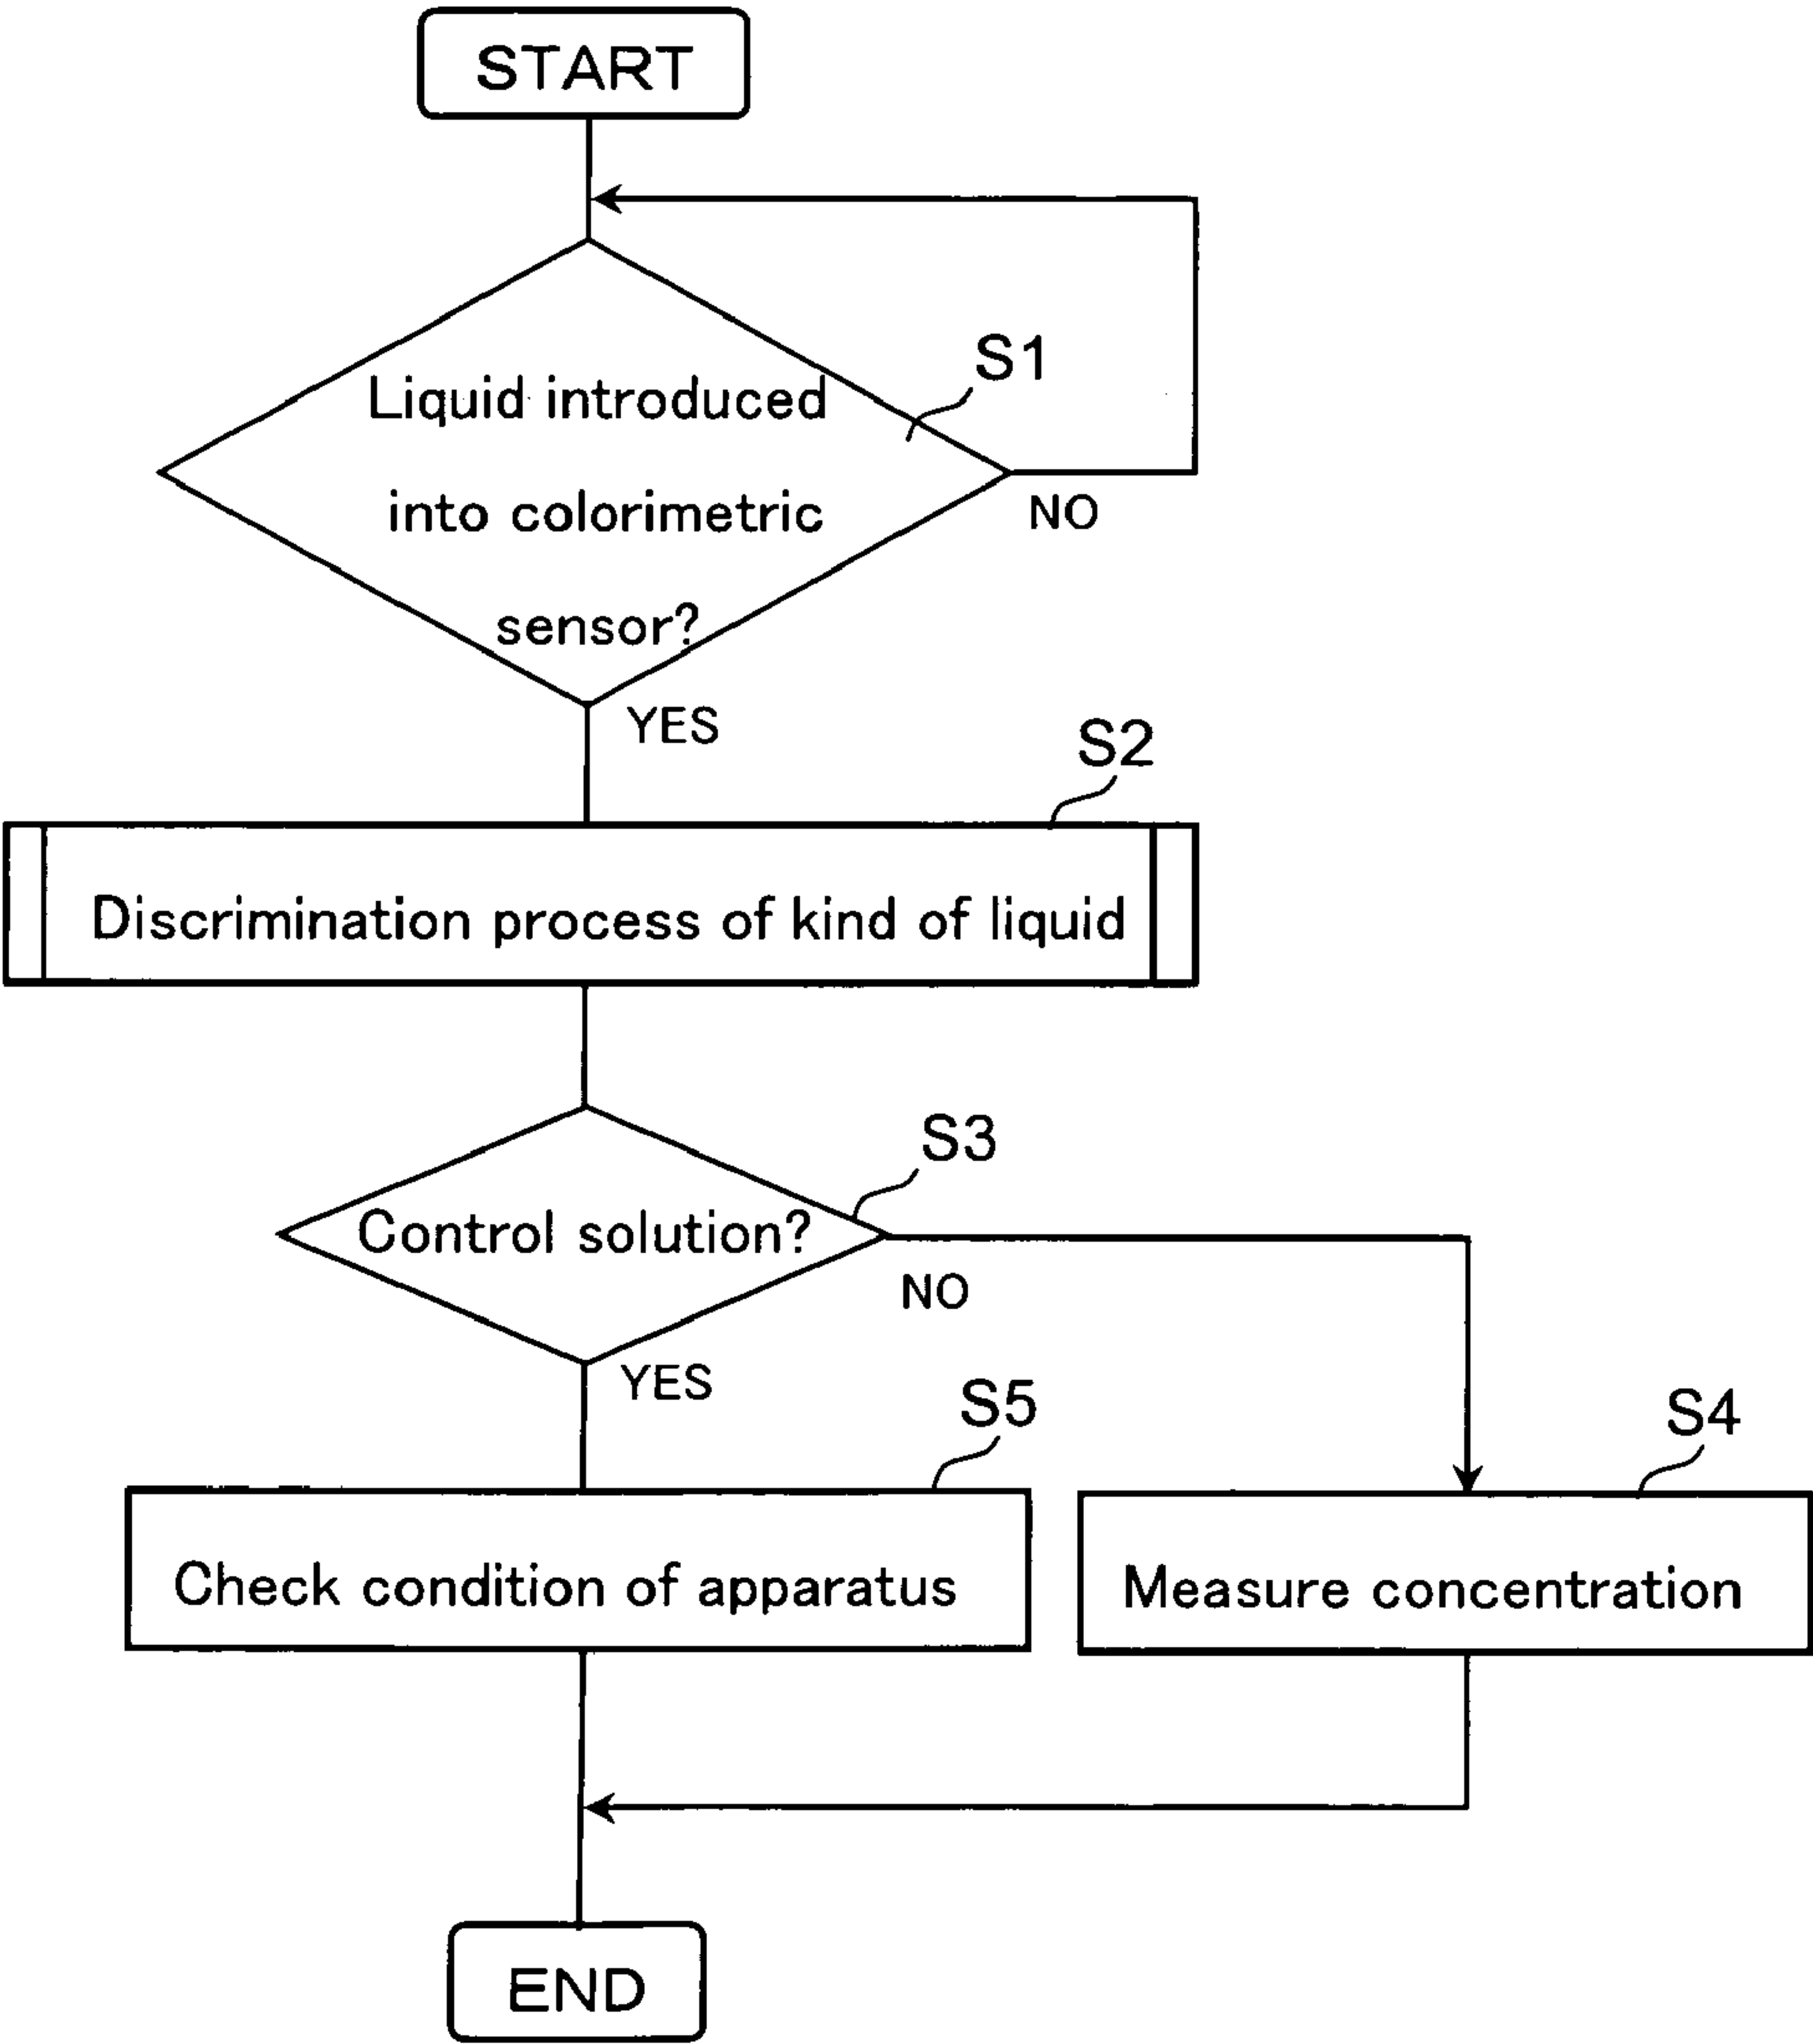 START
S1
Liquid introduced
into colorimetric
sensor?
NO
YES
S2
Discrimination process of kind of liquid
S3
Control solution?
NO
YES
S5
S4
Check condition of apparatus
Measure concentration
END